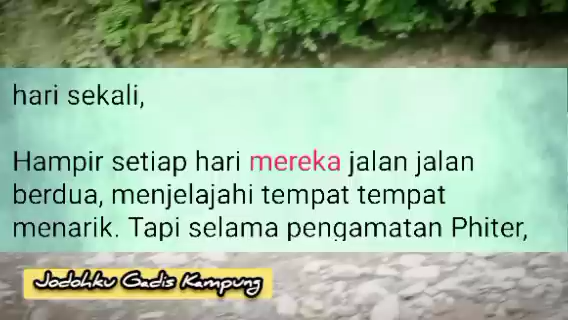 hari sekali,
Hampir setiap hari mereka jalan jalan
berdua, menjelajahi tempat tempat
menarik. Tapi selama pengamatan Phiter,
Jodohku Gadis Kampung